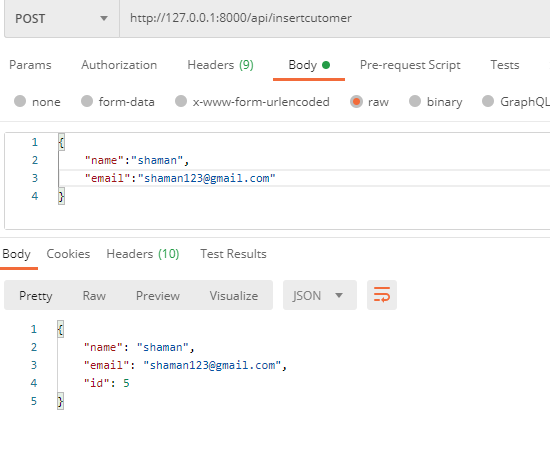 POST http://127.0.0.1:8000/api/insertcutomer
Params Authorization Headers (9) Body Pre-request Script Tests
none form-data x-www-form-urlencoded raw binary GraphQL
1 {
2 "name":"shaman",
3 "email":"shaman123@gmail.com"
4 }
Body Cookies Headers (10) Test Results
Pretty Raw Preview Visualize JSON
1 {
2 "name": "shaman",
3 "email": "shaman123@gmail.com",
4 "id": 5
5 }